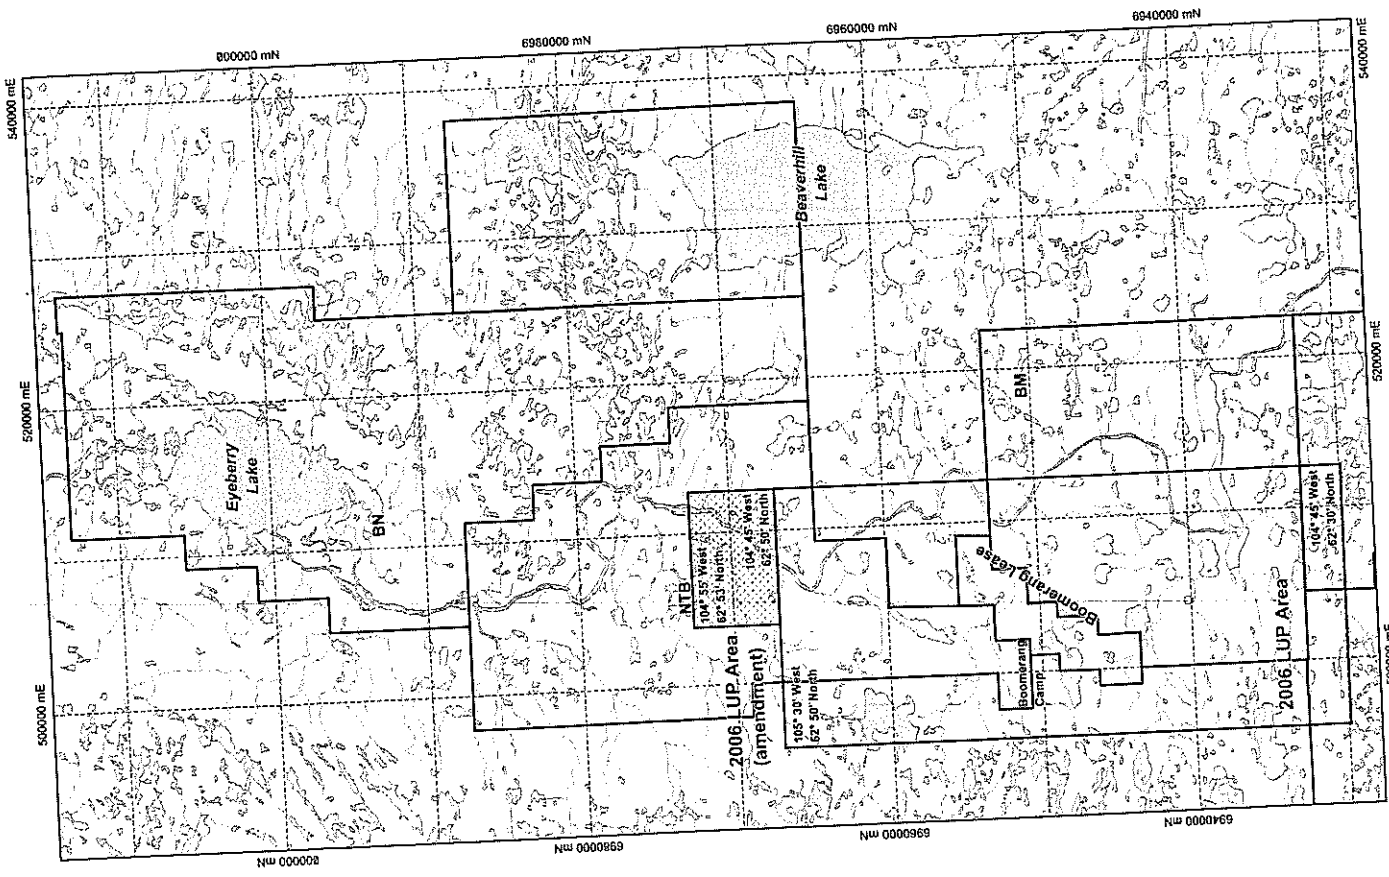 800000 mN
6980000 mN
6960000 mN
6940000 mN
540000 mE
540000 mE
Beaverhill
Lake
520000 mE
520000 mE
Eyeberry
Lake
BN
BM
NTB
104° 55' West
62° 53' North
104° 45' West
62° 50' North
2006 LUP Area
(amendment)
105° 30' West
62° 50' North
Boomerang Lease
Boomerang
Camp
2006 LUP Area
104° 45' West
62° 30' North
500000 mE
800000 mN
6980000 mN
6960000 mN
6940000 mN